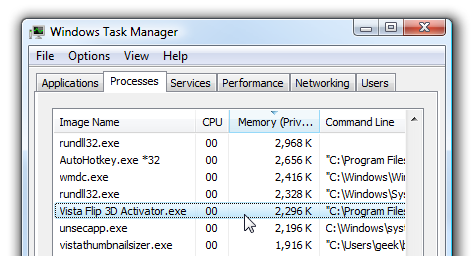 Windows Task Manager
File Options View Help
Applications Processes Services Performance Networking Users
Image Name CPU Memory (Priv... Command Line
rundll32.exe 00 2,968 K
AutoHotkey.exe *32 00 2,656 K "C:\Program Files
wmdc.exe 00 2,416 K "C:\Windows\Win
rundll32.exe 00 2,328 K "C:\Windows\Sys
Vista Flip 3D Activator.exe 00 2,296 K "C:\Program Files
unsecapp.exe 00 2,196 K C:\Windows\syst
vistathumbnailsizer.exe 00 1,916 K "C:\Users\geek\